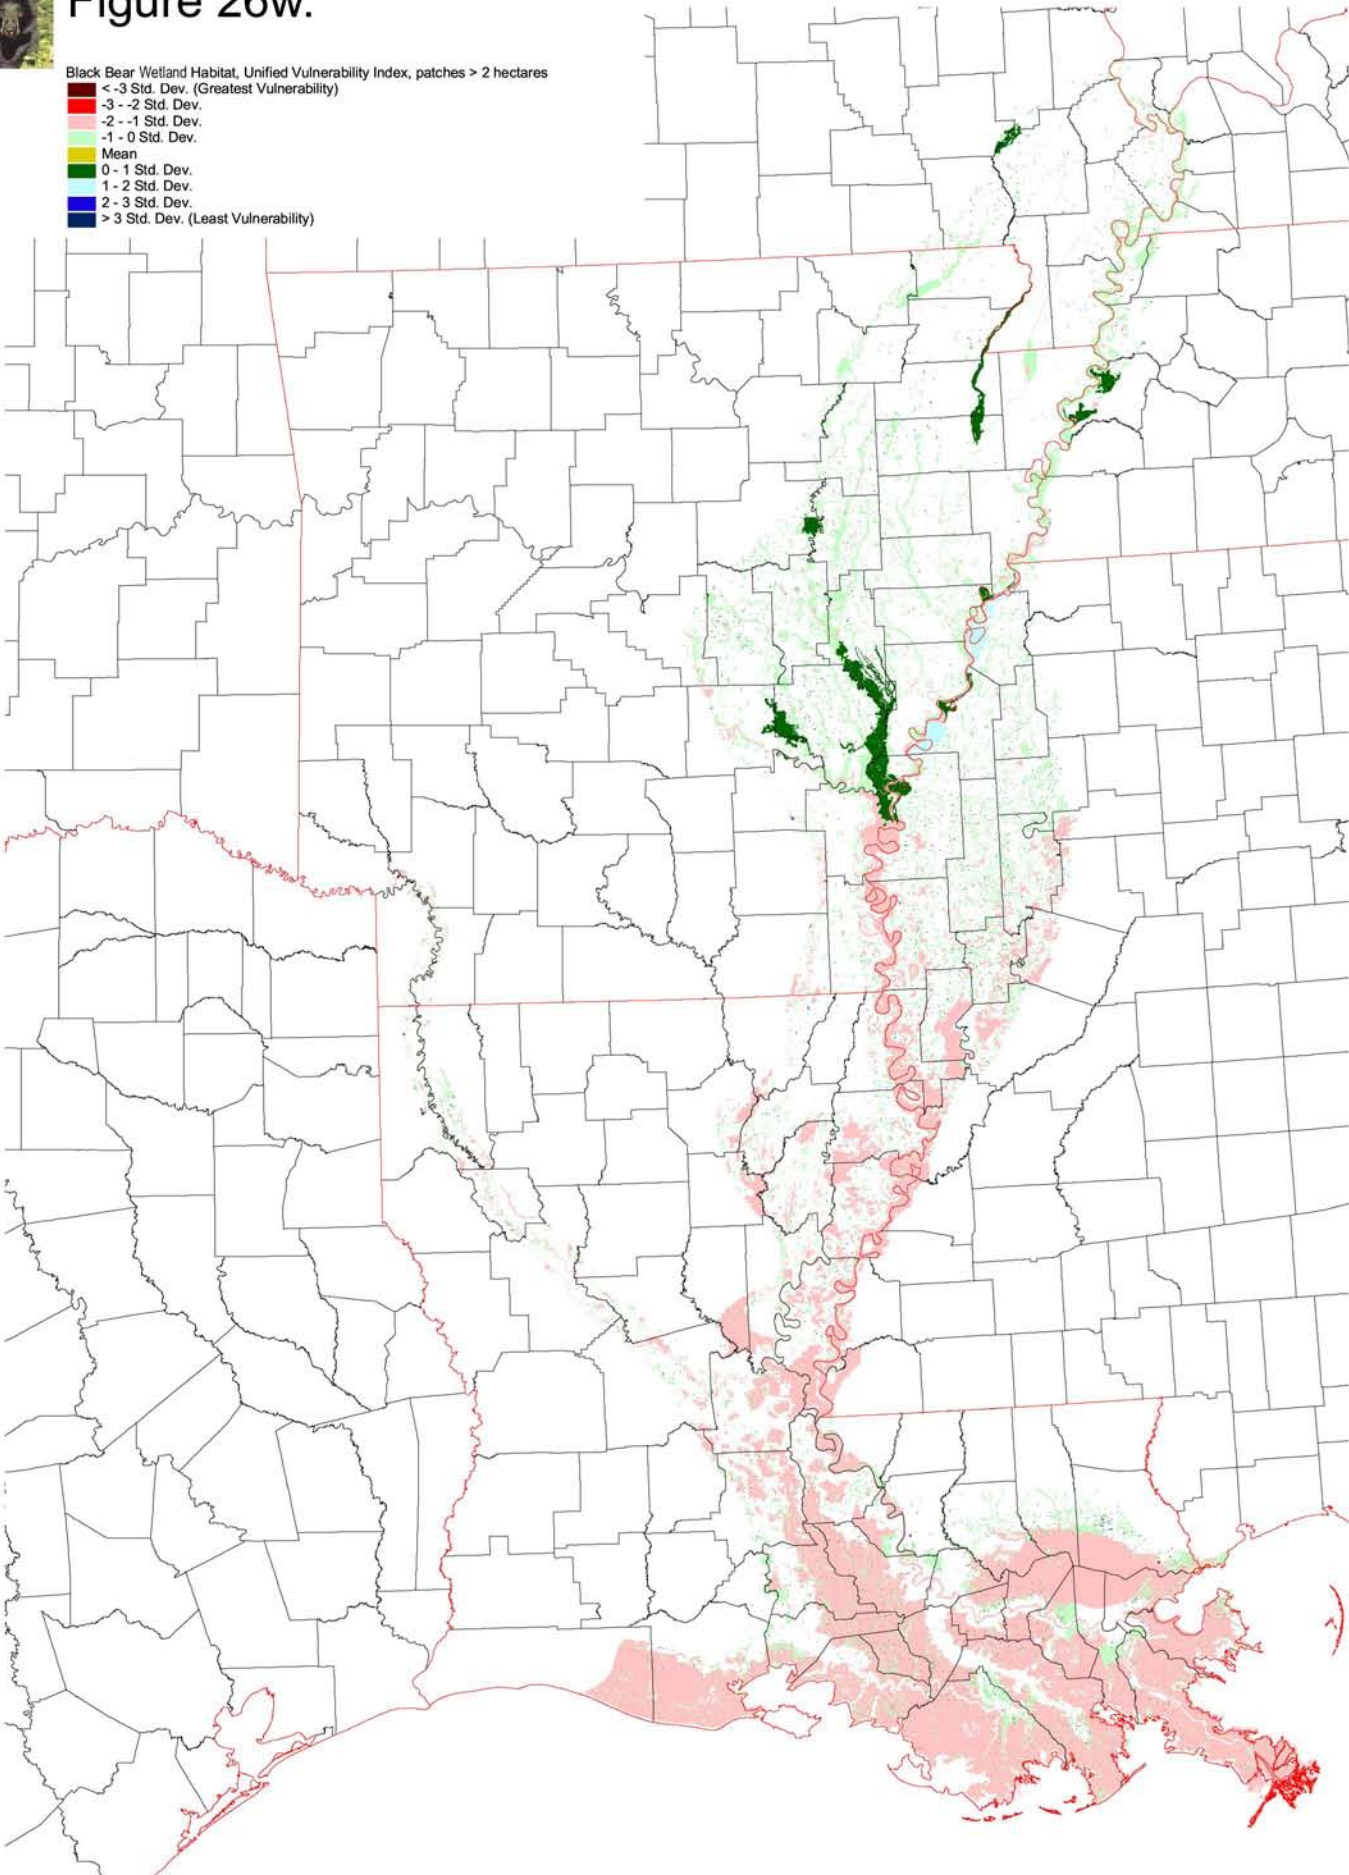 Figure 26w.
Black Bear Wetland Habitat, Unified Vulnerability Index, patches > 2 hectares
< -3 Std. Dev. (Greatest Vulnerability)
-3 - -2 Std. Dev.
-2 - -1 Std. Dev.
-1 - 0 Std. Dev.
Mean
0 - 1 Std. Dev.
1 - 2 Std. Dev.
2 - 3 Std. Dev.
> 3 Std. Dev. (Least Vulnerability)